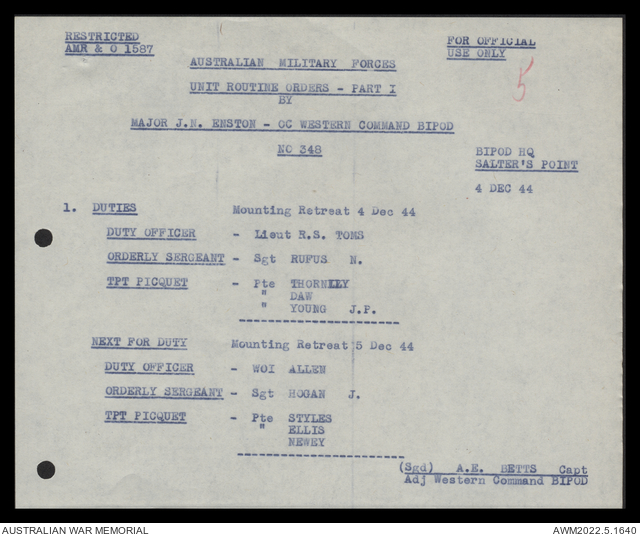 RESTRICTED
AMR & O 1587
FOR OFFICIAL
USE ONLY
5
AUSTRALIAN MILITARY FORCES
UNIT ROUTINE ORDERS - PART I
BY
MAJOR J.N. ENSTON - OC WESTERN COMMAND BIPOD
NO 348
BIPOD HQ
SALTER'S POINT
4 DEC 44
1. DUTIES Mounting Retreat 4 Dec 44
DUTY OFFICER - Lieut R.S. TOMS
ORDERLY SERGEANT - Sgt RUFUS N.
TPT PICQUET - Pte THORNLEY
" DAW
" YOUNG J.P.
NEXT FOR DUTY Mounting Retreat 5 Dec 44
DUTY OFFICER - WOI ALLEN
ORDERLY SERGEANT - Sgt HOGAN J.
TPT PICQUET - Pte STYLES
" ELLIS
NEWEY
(Sgd) A.E. BETTS Capt
Adj Western Command BIPOD
AUSTRALIAN WAR MEMORIAL AWM2022.5.1640